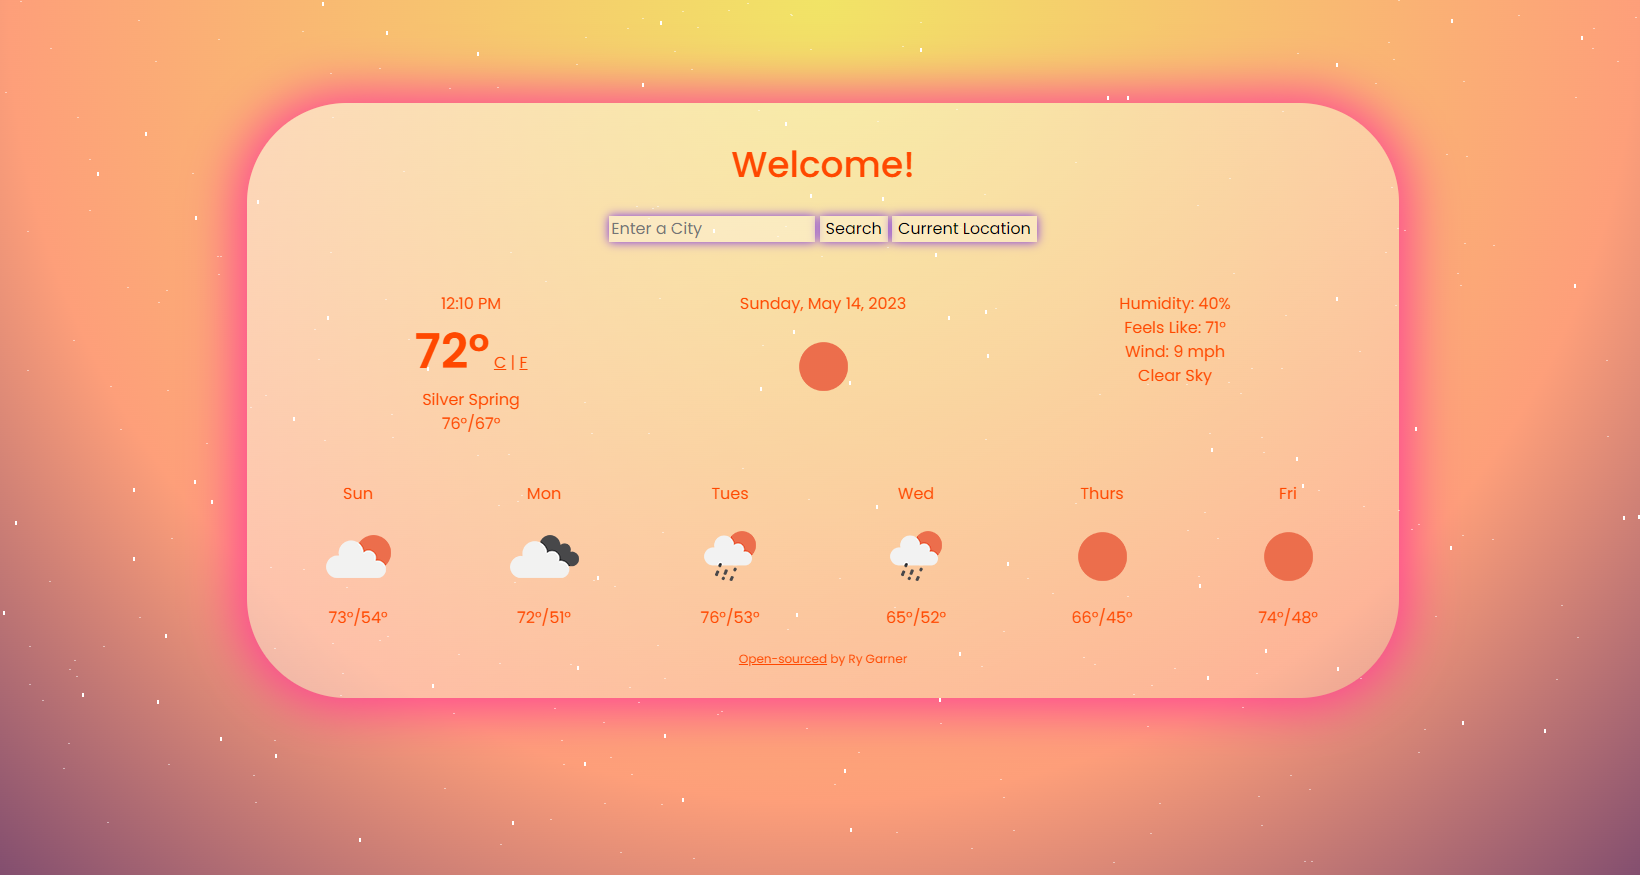 Welcome!
Enter a City Search Current Location
12:10 PM
72° C | F
Silver Spring
76°/67°
Sunday, May 14, 2023
Humidity: 40%
Feels Like: 71°
Wind: 9 mph
Clear Sky
Sun Mon Tues Wed Thurs Fri
73°/54° 72°/51° 76°/53° 65°/52° 66°/45° 74°/48°
Open-sourced by Ry Garner